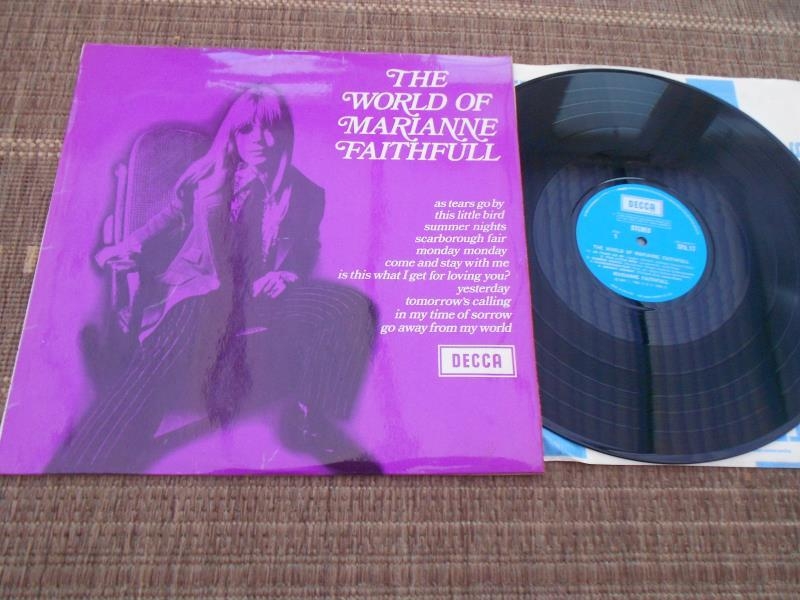 THE
WORLD OF
MARIANNE
FAITHFULL
as tears go by
this little bird
summer nights
scarborough fair
monday monday
come and stay with me
is this what I get for loving you?
yesterday
tomorrow's calling
in my time of sorrow
go away from my world
DECCA
DECCA
STEREO
THE WORLD OF MARIANNE FAITHFULL
MARIANNE FAITHFULL